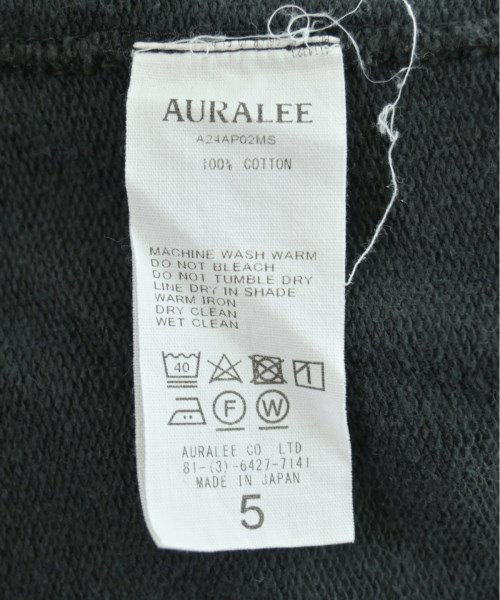 AURALEE
A24AP02MS
100% COTTON
MACHINE WASH WARM
DO NOT BLEACH
DO NOT TUMBLE DRY
LINE DRY IN SHADE
WARM IRON
DRY CLEAN
WET CLEAN
40
F W
AURALEE CO LTD
81-(3)-6427-7141
MADE IN JAPAN
5